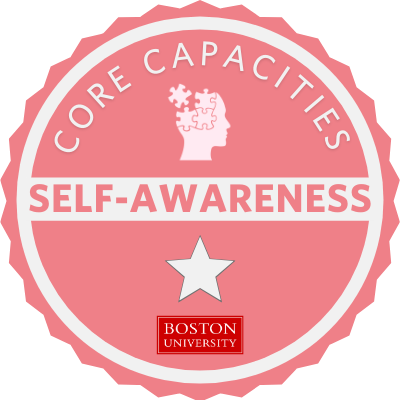 CORE CAPACITIES
SELF-AWARENESS
BOSTON
UNIVERSITY